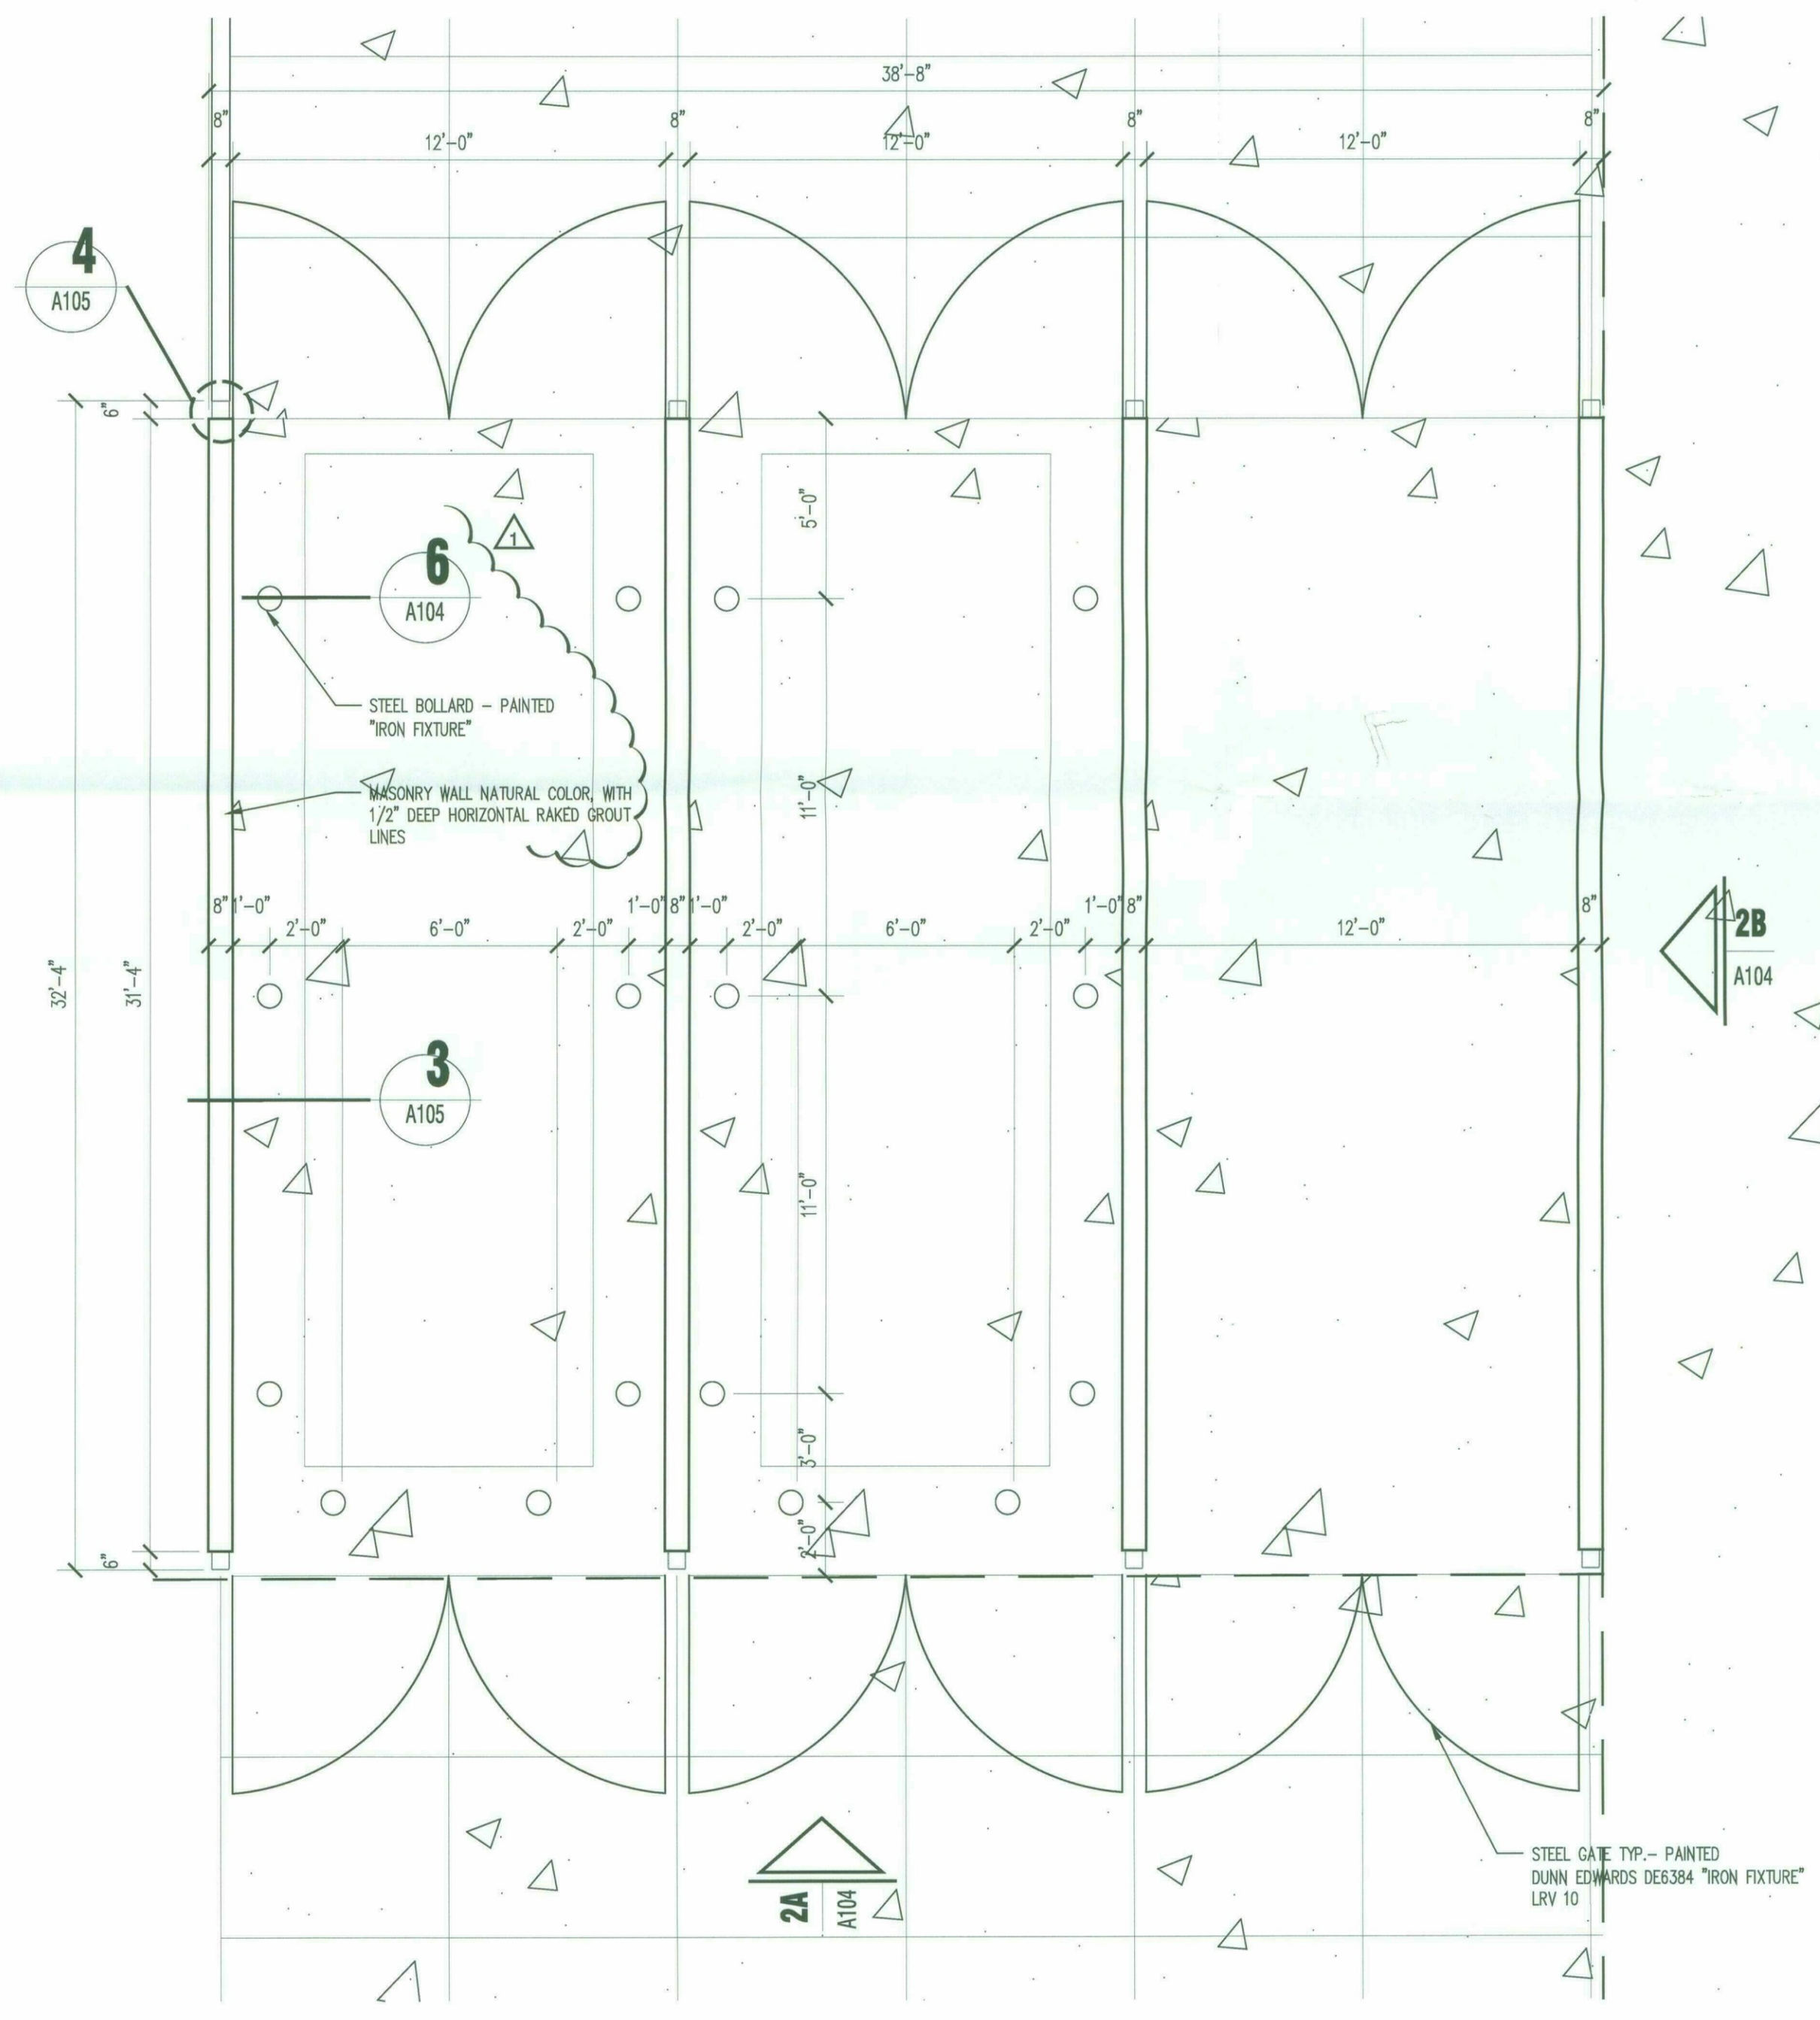 38'-8"
8"
8"
8"
8"
12'-0"
12'-0"
12'-0"
4
A105
6"
5'-0"
1
6
A104
STEEL BOLLARD – PAINTED
"IRON FIXTURE"
11'-0"
MASONRY WALL NATURAL COLOR, WITH
1/2" DEEP HORIZONTAL RAKED GROUT
LINES
8" 1'-0"
1'-0" 8" 1'-0"
1'-0" 8"
8"
2'-0"
6'-0"
2'-0"
2'-0"
6'-0"
2'-0"
12'-0"
2B
A104
32'-4"
31'-4"
3
A105
11'-0"
3'-0"
2'-0"
6"
2A
A104
STEEL GATE TYP.– PAINTED
DUNN EDWARDS DE6384 "IRON FIXTURE"
LRV 10